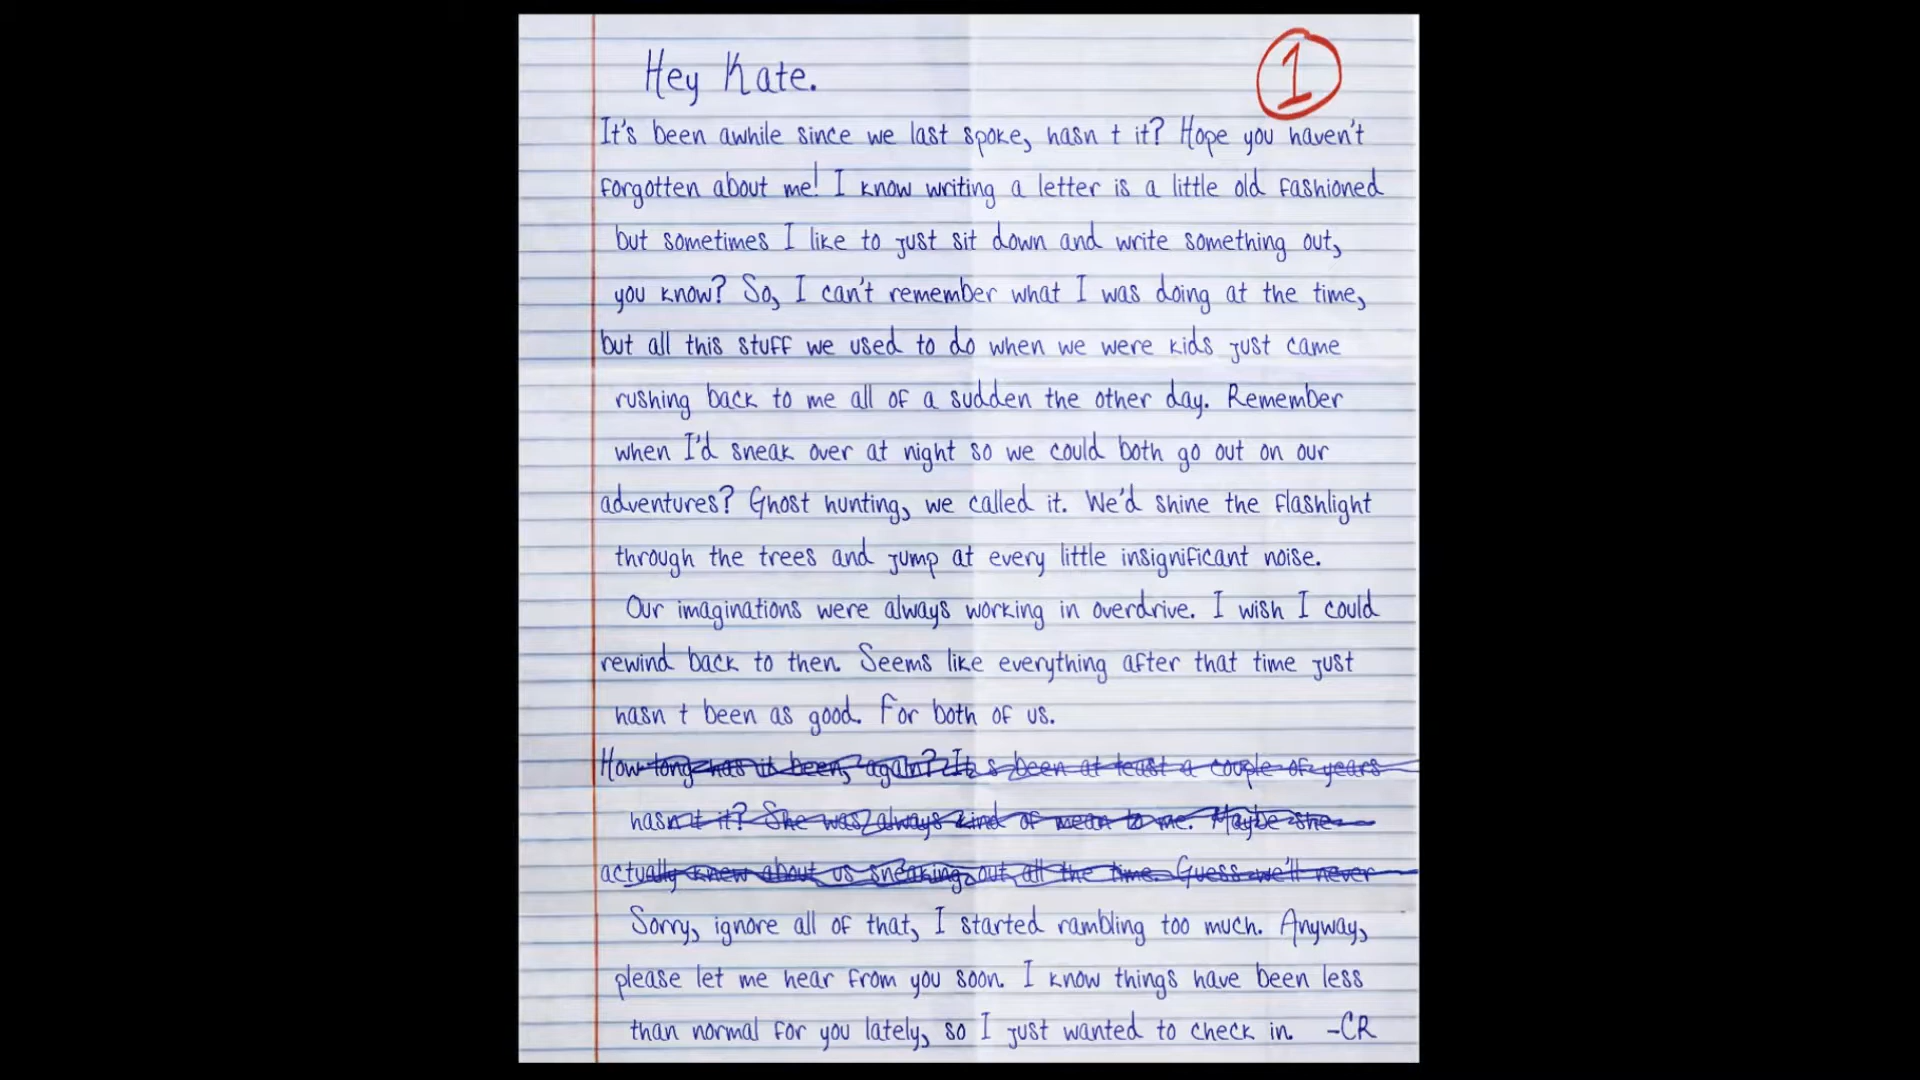 Hey Kate.
1
It's been awhile since we last spoke, hasn t it? Hope you haven't
forgotten about me! I know writing a letter is a little old fashioned
but sometimes I like to just sit down and write something out,
you know? So, I can't remember what I was doing at the time,
but all this stuff we used to do when we were kids just came
rushing back to me all of a sudden the other day. Remember
when I'd sneak over at night so we could both go out on our
adventures? Ghost hunting, we called it. We'd shine the flashlight
through the trees and jump at every little insignificant noise.
Our imaginations were always working in overdrive. I wish I could
rewind back to then. Seems like everything after that time just
hasn t been as good. For both of us.
How long has it been, again? It s been at least a couple of years
hasn t it? She was always kind of mean to me. Maybe she
actually knew about us sneaking out all the time. Guess we'll never
Sorry, ignore all of that, I started rambling too much. Anyway,
please let me hear from you soon. I know things have been less
than normal for you lately, so I just wanted to check in. -CR